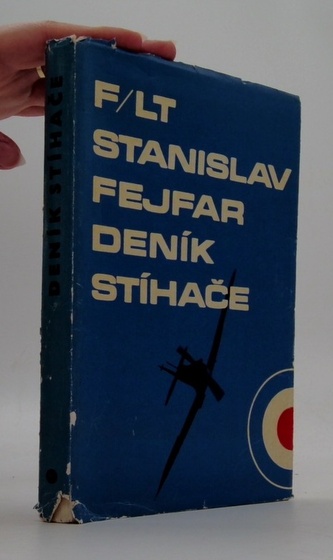 F/LT
STANISLAV
FEJFAR
DENÍK
STÍHAČE
DENÍK STÍHAČE